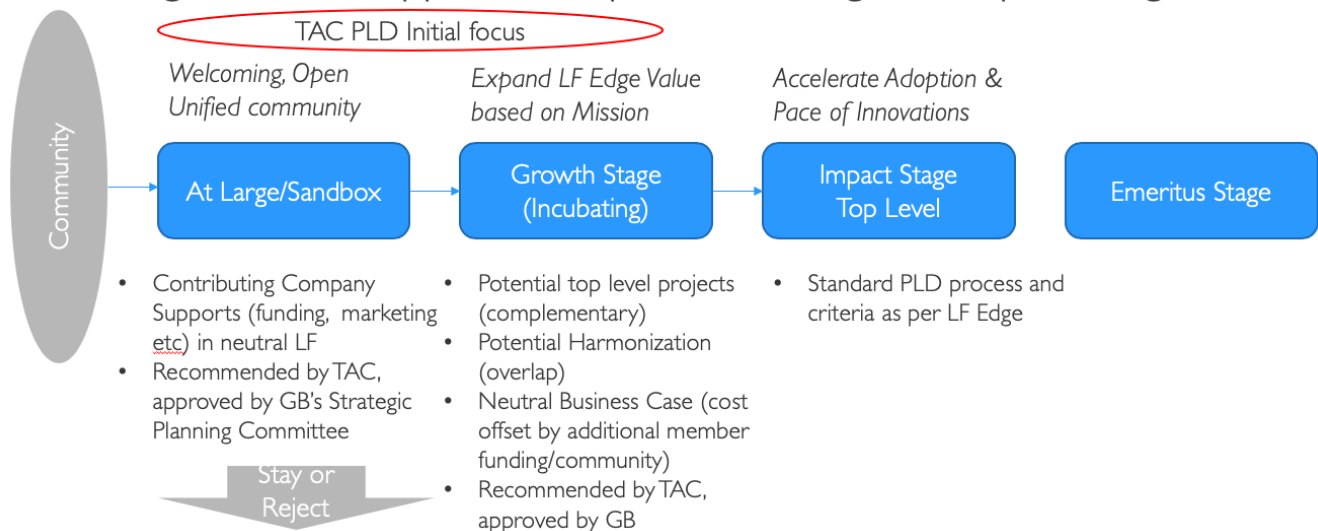 TAC PLD Initial focus
Community
Welcoming, Open
Unified community
At Large/Sandbox
• Contributing Company
Supports (funding, marketing
etc) in neutral LF
• Recommended by TAC,
approved by GB's Strategic
Planning Committee
Stay or
Reject
Expand LF Edge Value
based on Mission
Growth Stage
(Incubating)
• Potential top level projects
(complementary)
• Potential Harmonization
(overlap)
• Neutral Business Case (cost
offset by additional member
funding/community)
• Recommended by TAC,
approved by GB
Accelerate Adoption &
Pace of Innovations
Impact Stage
Top Level
• Standard PLD process and
criteria as per LF Edge
Emeritus Stage